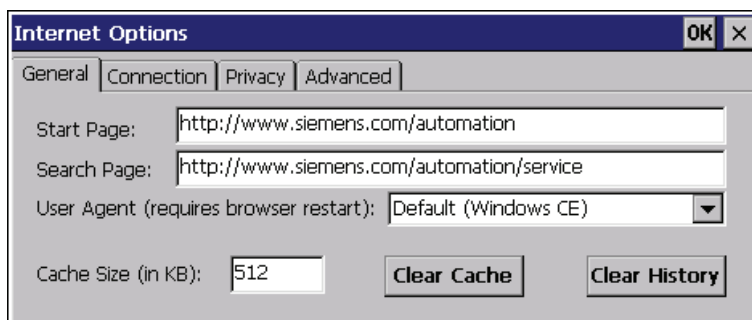 Internet Options OK ×
General Connection Privacy Advanced
Start Page: http://www.siemens.com/automation
Search Page: http://www.siemens.com/automation/service
User Agent (requires browser restart): Default (Windows CE)
Cache Size (in KB): 512 Clear Cache Clear History